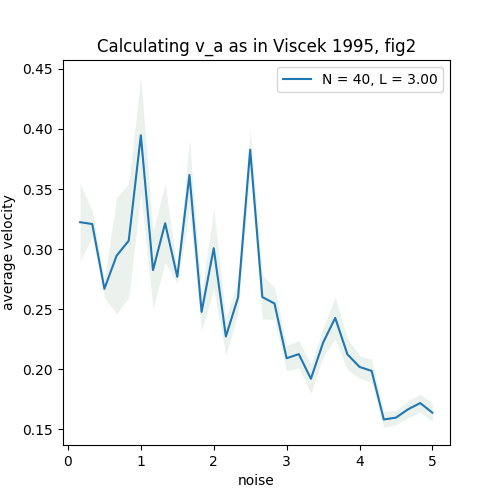 Calculating v_a as in Viscek 1995, fig2
N = 40, L = 3.00
average velocity
0.45
0.40
0.35
0.30
0.25
0.20
0.15
0 1 2 3 4 5
noise